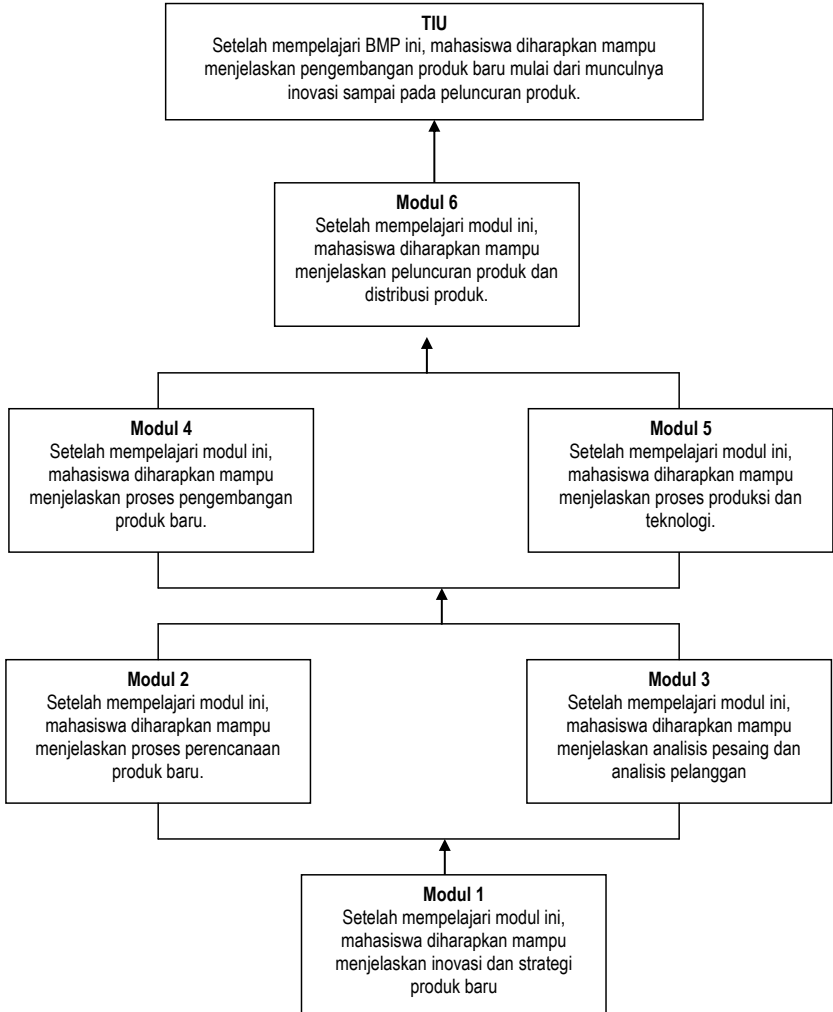 TIU
Setelah mempelajari BMP ini, mahasiswa diharapkan mampu
menjelaskan pengembangan produk baru mulai dari munculnya
inovasi sampai pada peluncuran produk.
Modul 6
Setelah mempelajari modul ini,
mahasiswa diharapkan mampu
menjelaskan peluncuran produk dan
distribusi produk.
Modul 4
Setelah mempelajari modul ini,
mahasiswa diharapkan mampu
menjelaskan proses pengembangan
produk baru.
Modul 5
Setelah mempelajari modul ini,
mahasiswa diharapkan mampu
menjelaskan proses produksi dan
teknologi.
Modul 2
Setelah mempelajari modul ini,
mahasiswa diharapkan mampu
menjelaskan proses perencanaan
produk baru.
Modul 3
Setelah mempelajari modul ini,
mahasiswa diharapkan mampu
menjelaskan analisis pesaing dan
analisis pelanggan
Modul 1
Setelah mempelajari modul ini,
mahasiswa diharapkan mampu
menjelaskan inovasi dan strategi
produk baru